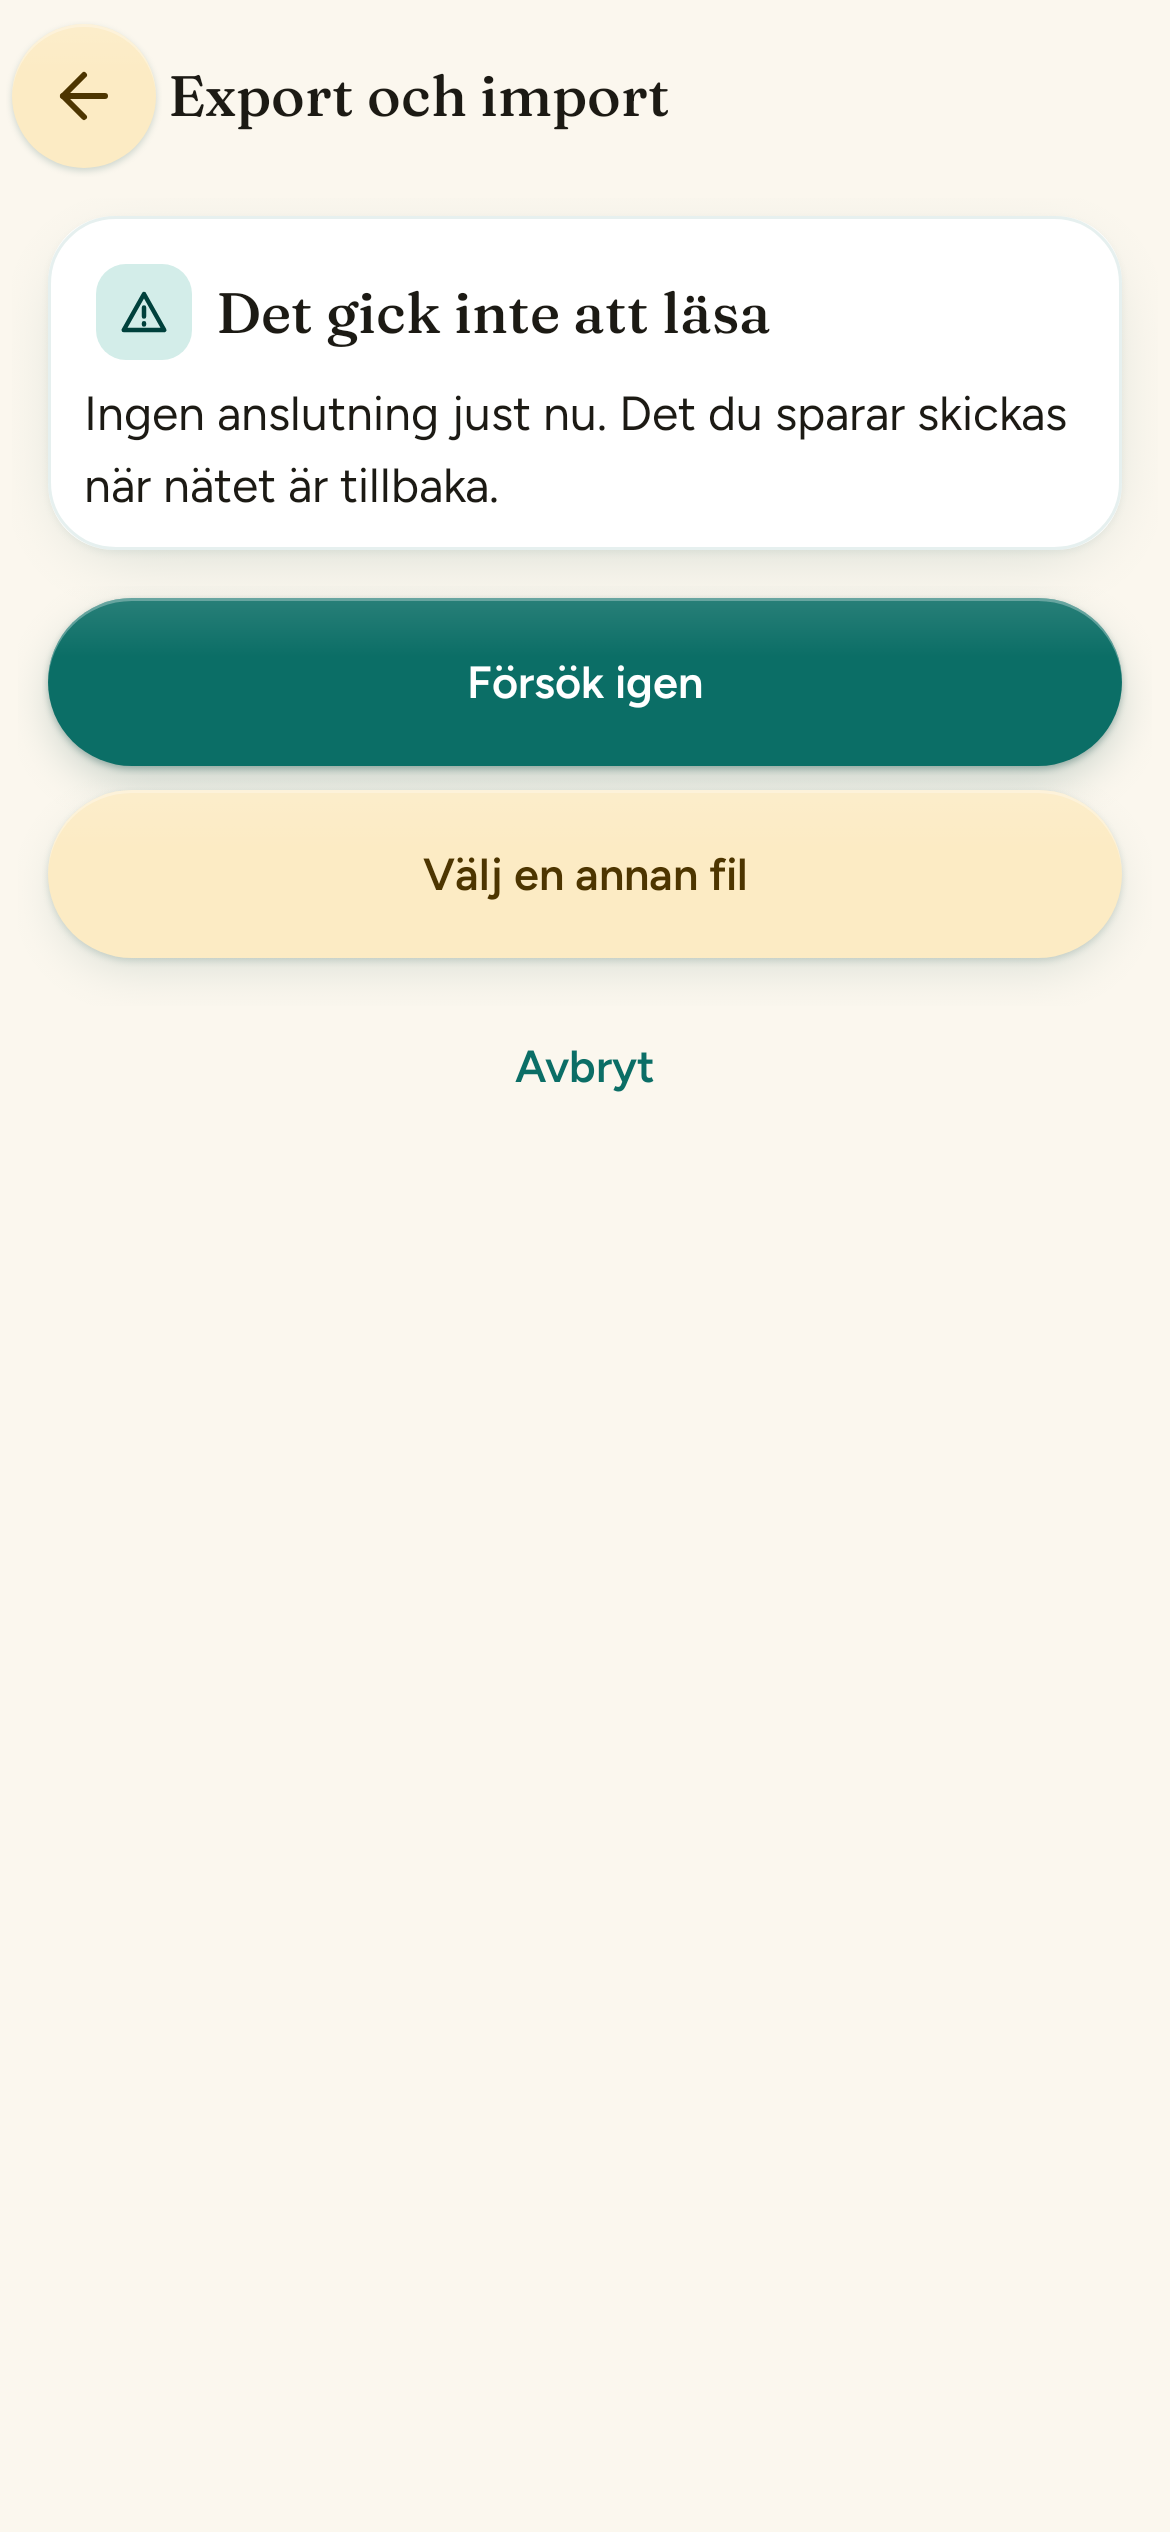 Export och import
Det gick inte att läsa
Ingen anslutning just nu. Det du sparar skickas
när nätet är tillbaka.
Försök igen
Välj en annan fil
Avbryt